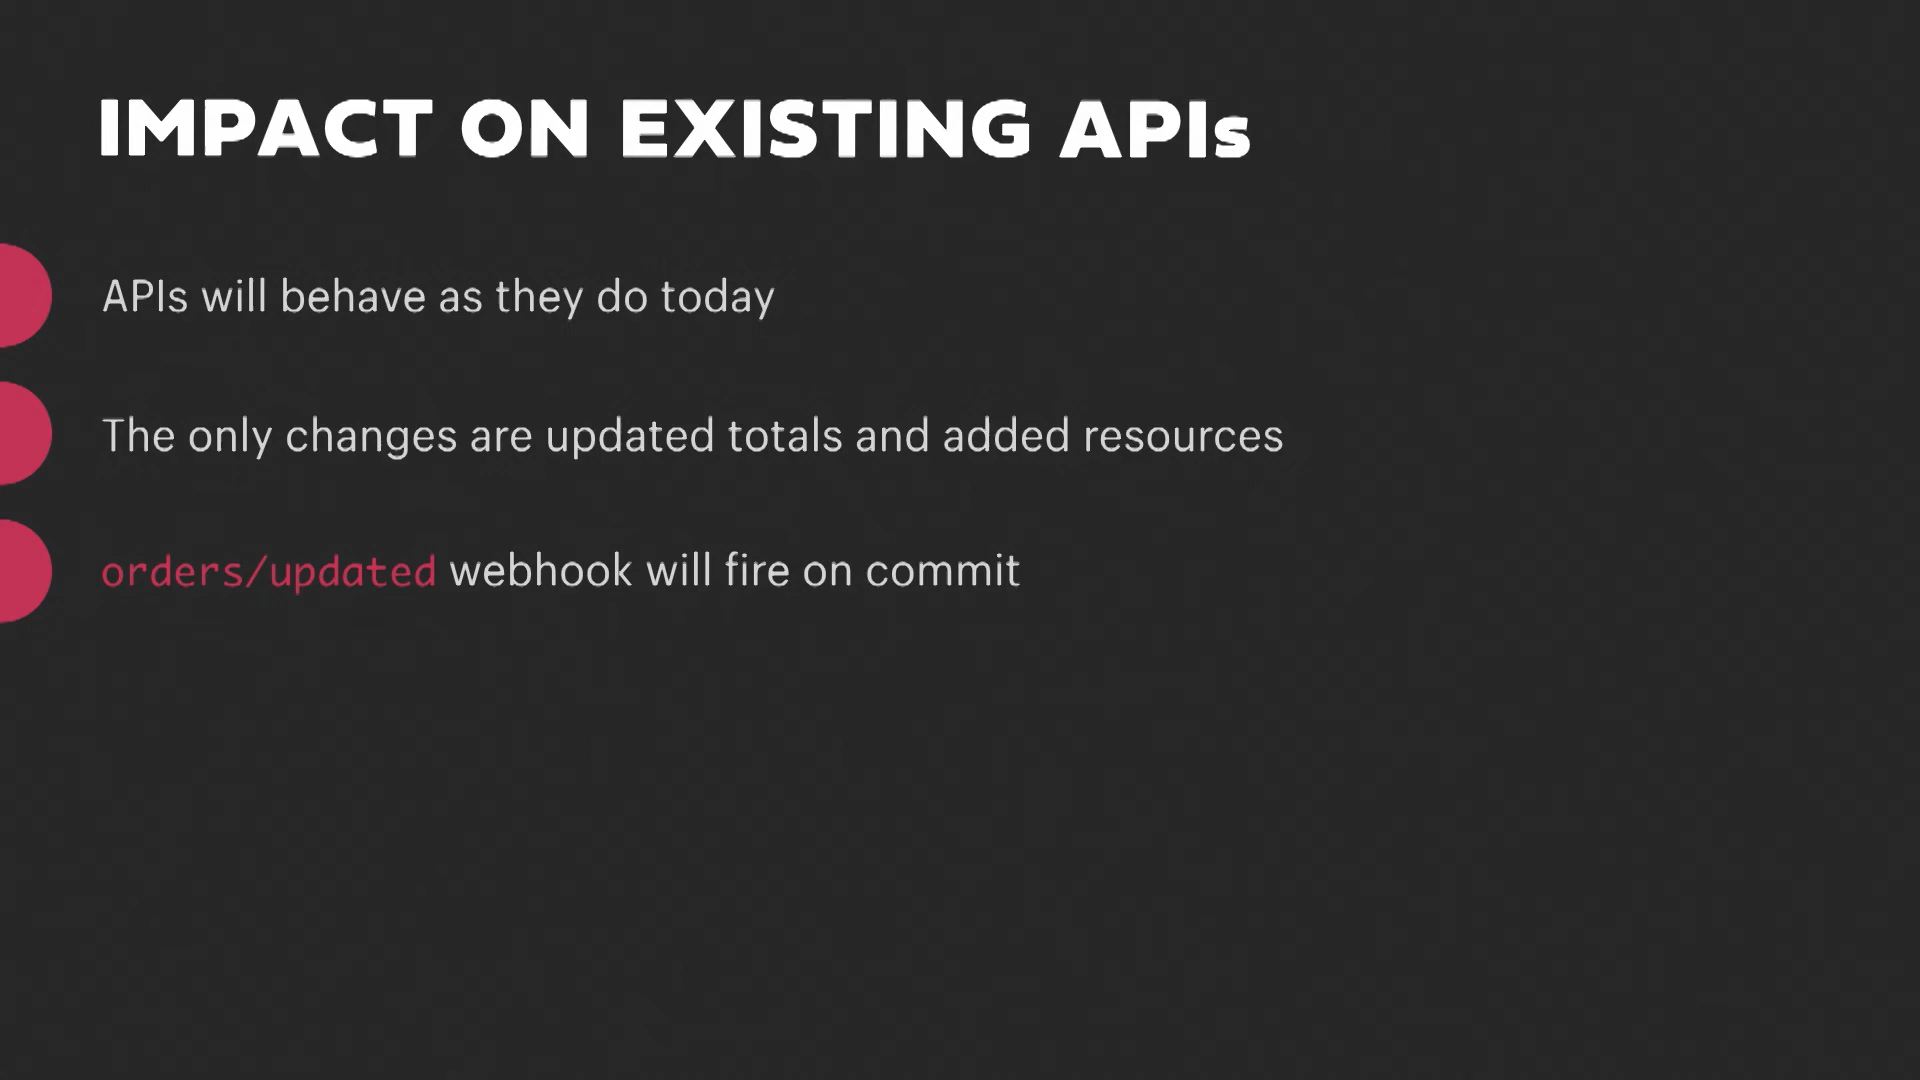 IMPACT ON EXISTING APIs
APIs will behave as they do today
The only changes are updated totals and added resources
orders/updated webhook will fire on commit